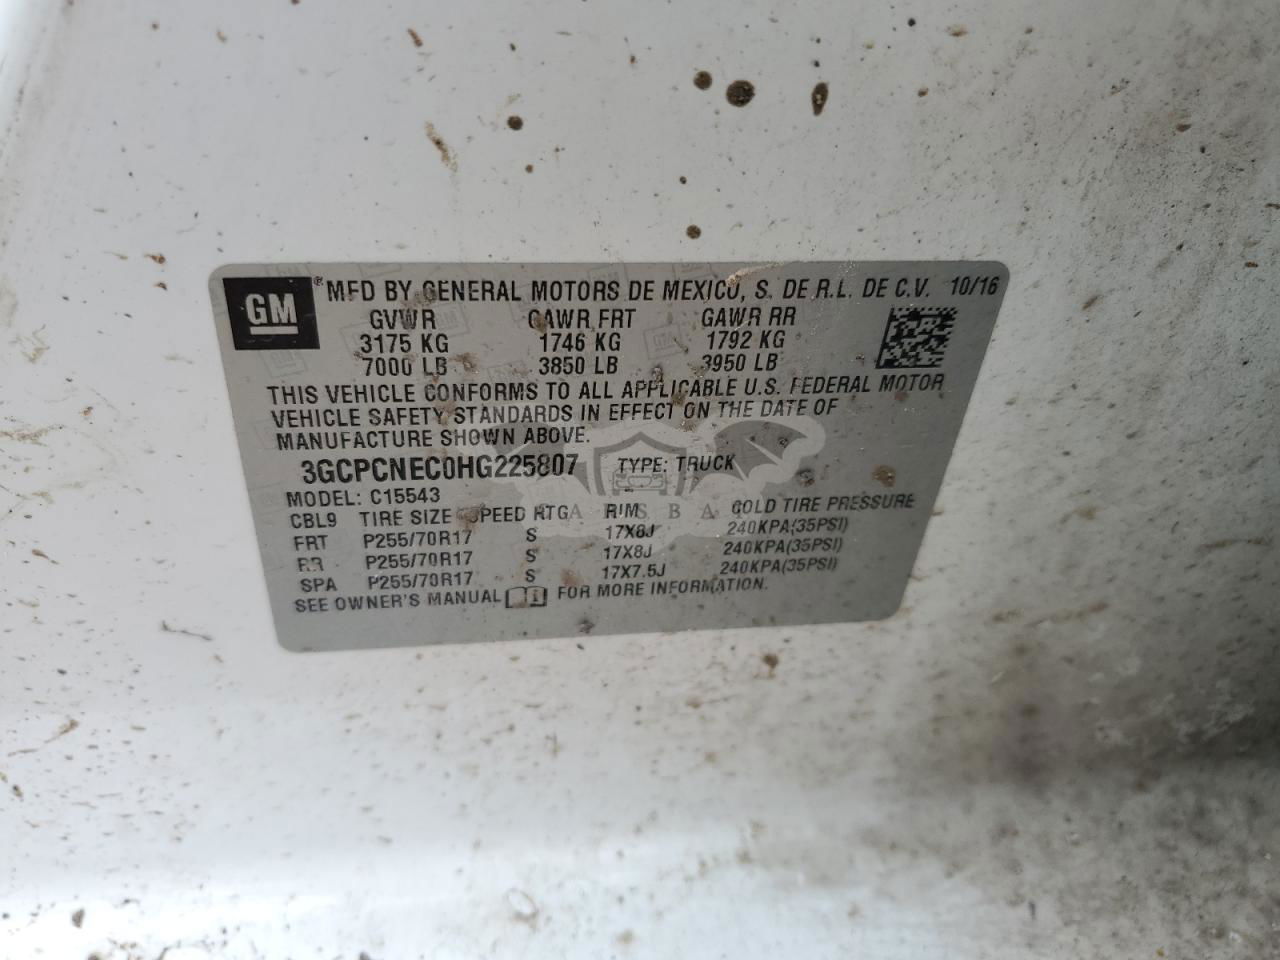 GM ® MFD BY GENERAL MOTORS DE MEXICO, S. DE R.L. DE C.V. 10/16
GVWR GAWR FRT GAWR RR
3175 KG 1746 KG 1792 KG
7000 LB 3850 LB 3950 LB
THIS VEHICLE CONFORMS TO ALL APPLICABLE U.S. FEDERAL MOTOR
VEHICLE SAFETY STANDARDS IN EFFECT ON THE DATE OF
MANUFACTURE SHOWN ABOVE.
3GCPCNEC0HG225807 TYPE: TRUCK
MODEL: C15543
CBL9 TIRE SIZE SPEED RTG RIM COLD TIRE PRESSURE
FRT P255/70R17 S 17X8J 240KPA(35PSI)
RR P255/70R17 S 17X8J 240KPA(35PSI)
SPA P255/70R17 S 17X7.5J 240KPA(35PSI)
SEE OWNER'S MANUAL FOR MORE INFORMATION.